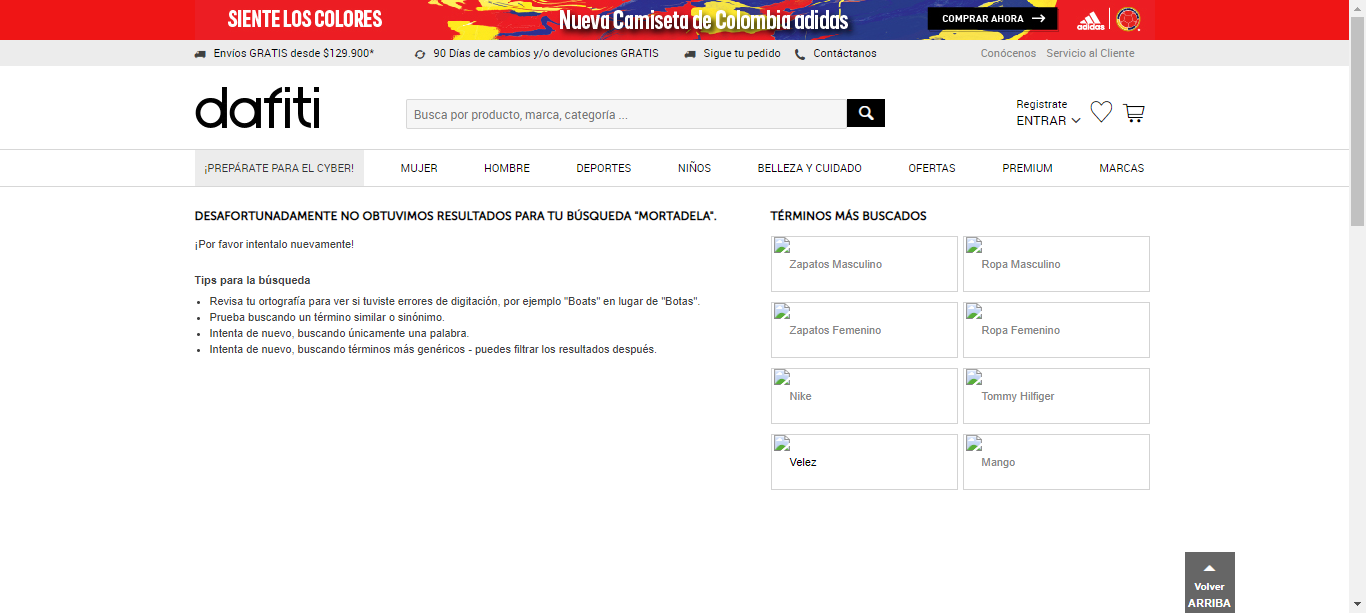 SIENTE LOS COLORES
Nueva Camiseta de Colombia adidas
COMPRAR AHORA
adidas
Envíos GRATIS desde $129.900*
90 Días de cambios y/o devoluciones GRATIS
Sigue tu pedido
Contáctanos
Conócenos
Servicio al Cliente
dafiti
Busca por producto, marca, categoría ...
Registrate
ENTRAR
¡PREPÁRATE PARA EL CYBER!
MUJER
HOMBRE
DEPORTES
NIÑOS
BELLEZA Y CUIDADO
OFERTAS
PREMIUM
MARCAS
DESAFORTUNADAMENTE NO OBTUVIMOS RESULTADOS PARA TU BÚSQUEDA "MORTADELA".
¡Por favor intentalo nuevamente!
Tips para la búsqueda
Revisa tu ortografía para ver si tuviste errores de digitación, por ejemplo "Boats" en lugar de "Botas".
Prueba buscando un término similar o sinónimo.
Intenta de nuevo, buscando únicamente una palabra.
Intenta de nuevo, buscando términos más genéricos - puedes filtrar los resultados después.
TÉRMINOS MÁS BUSCADOS
Zapatos Masculino
Ropa Masculino
Zapatos Femenino
Ropa Femenino
Nike
Tommy Hilfiger
Velez
Mango
Volver
ARRIBA